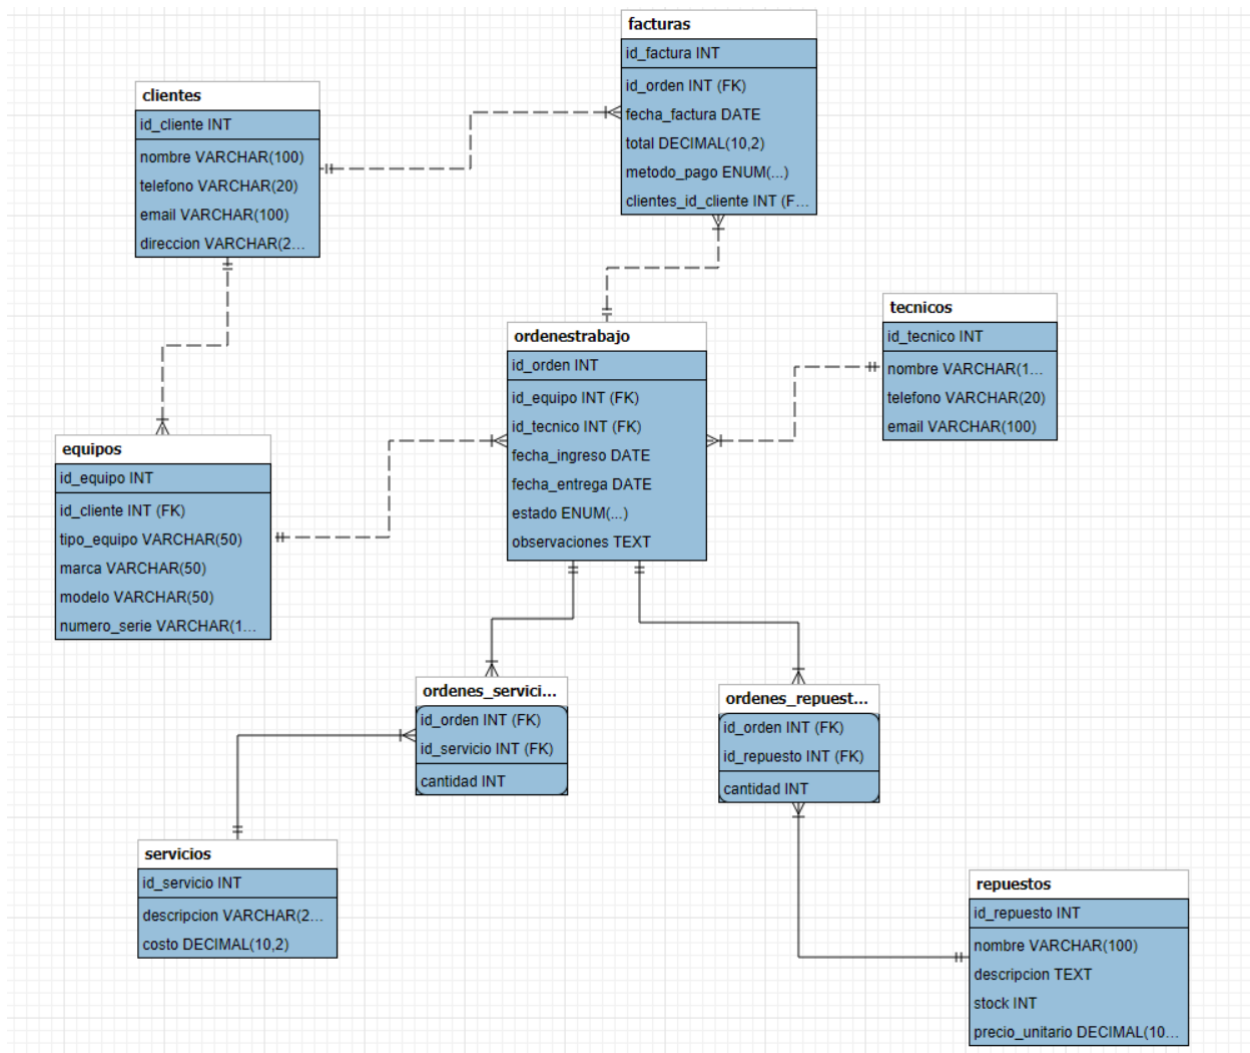 facturas
id_factura INT
id_orden INT (FK)
fecha_factura DATE
total DECIMAL(10,2)
metodo_pago ENUM(...)
clientes_id_cliente INT (F...
clientes
id_cliente INT
nombre VARCHAR(100)
telefono VARCHAR(20)
email VARCHAR(100)
direccion VARCHAR(2...
tecnicos
id_tecnico INT
nombre VARCHAR(1...
telefono VARCHAR(20)
email VARCHAR(100)
ordenestrabajo
id_orden INT
id_equipo INT (FK)
id_tecnico INT (FK)
fecha_ingreso DATE
fecha_entrega DATE
estado ENUM(...)
observaciones TEXT
equipos
id_equipo INT
id_cliente INT (FK)
tipo_equipo VARCHAR(50)
marca VARCHAR(50)
modelo VARCHAR(50)
numero_serie VARCHAR(1...
ordenes_servici...
id_orden INT (FK)
id_servicio INT (FK)
cantidad INT
ordenes_repuest...
id_orden INT (FK)
id_repuesto INT (FK)
cantidad INT
servicios
id_servicio INT
descripcion VARCHAR(2...
costo DECIMAL(10,2)
repuestos
id_repuesto INT
nombre VARCHAR(100)
descripcion TEXT
stock INT
precio_unitario DECIMAL(10...